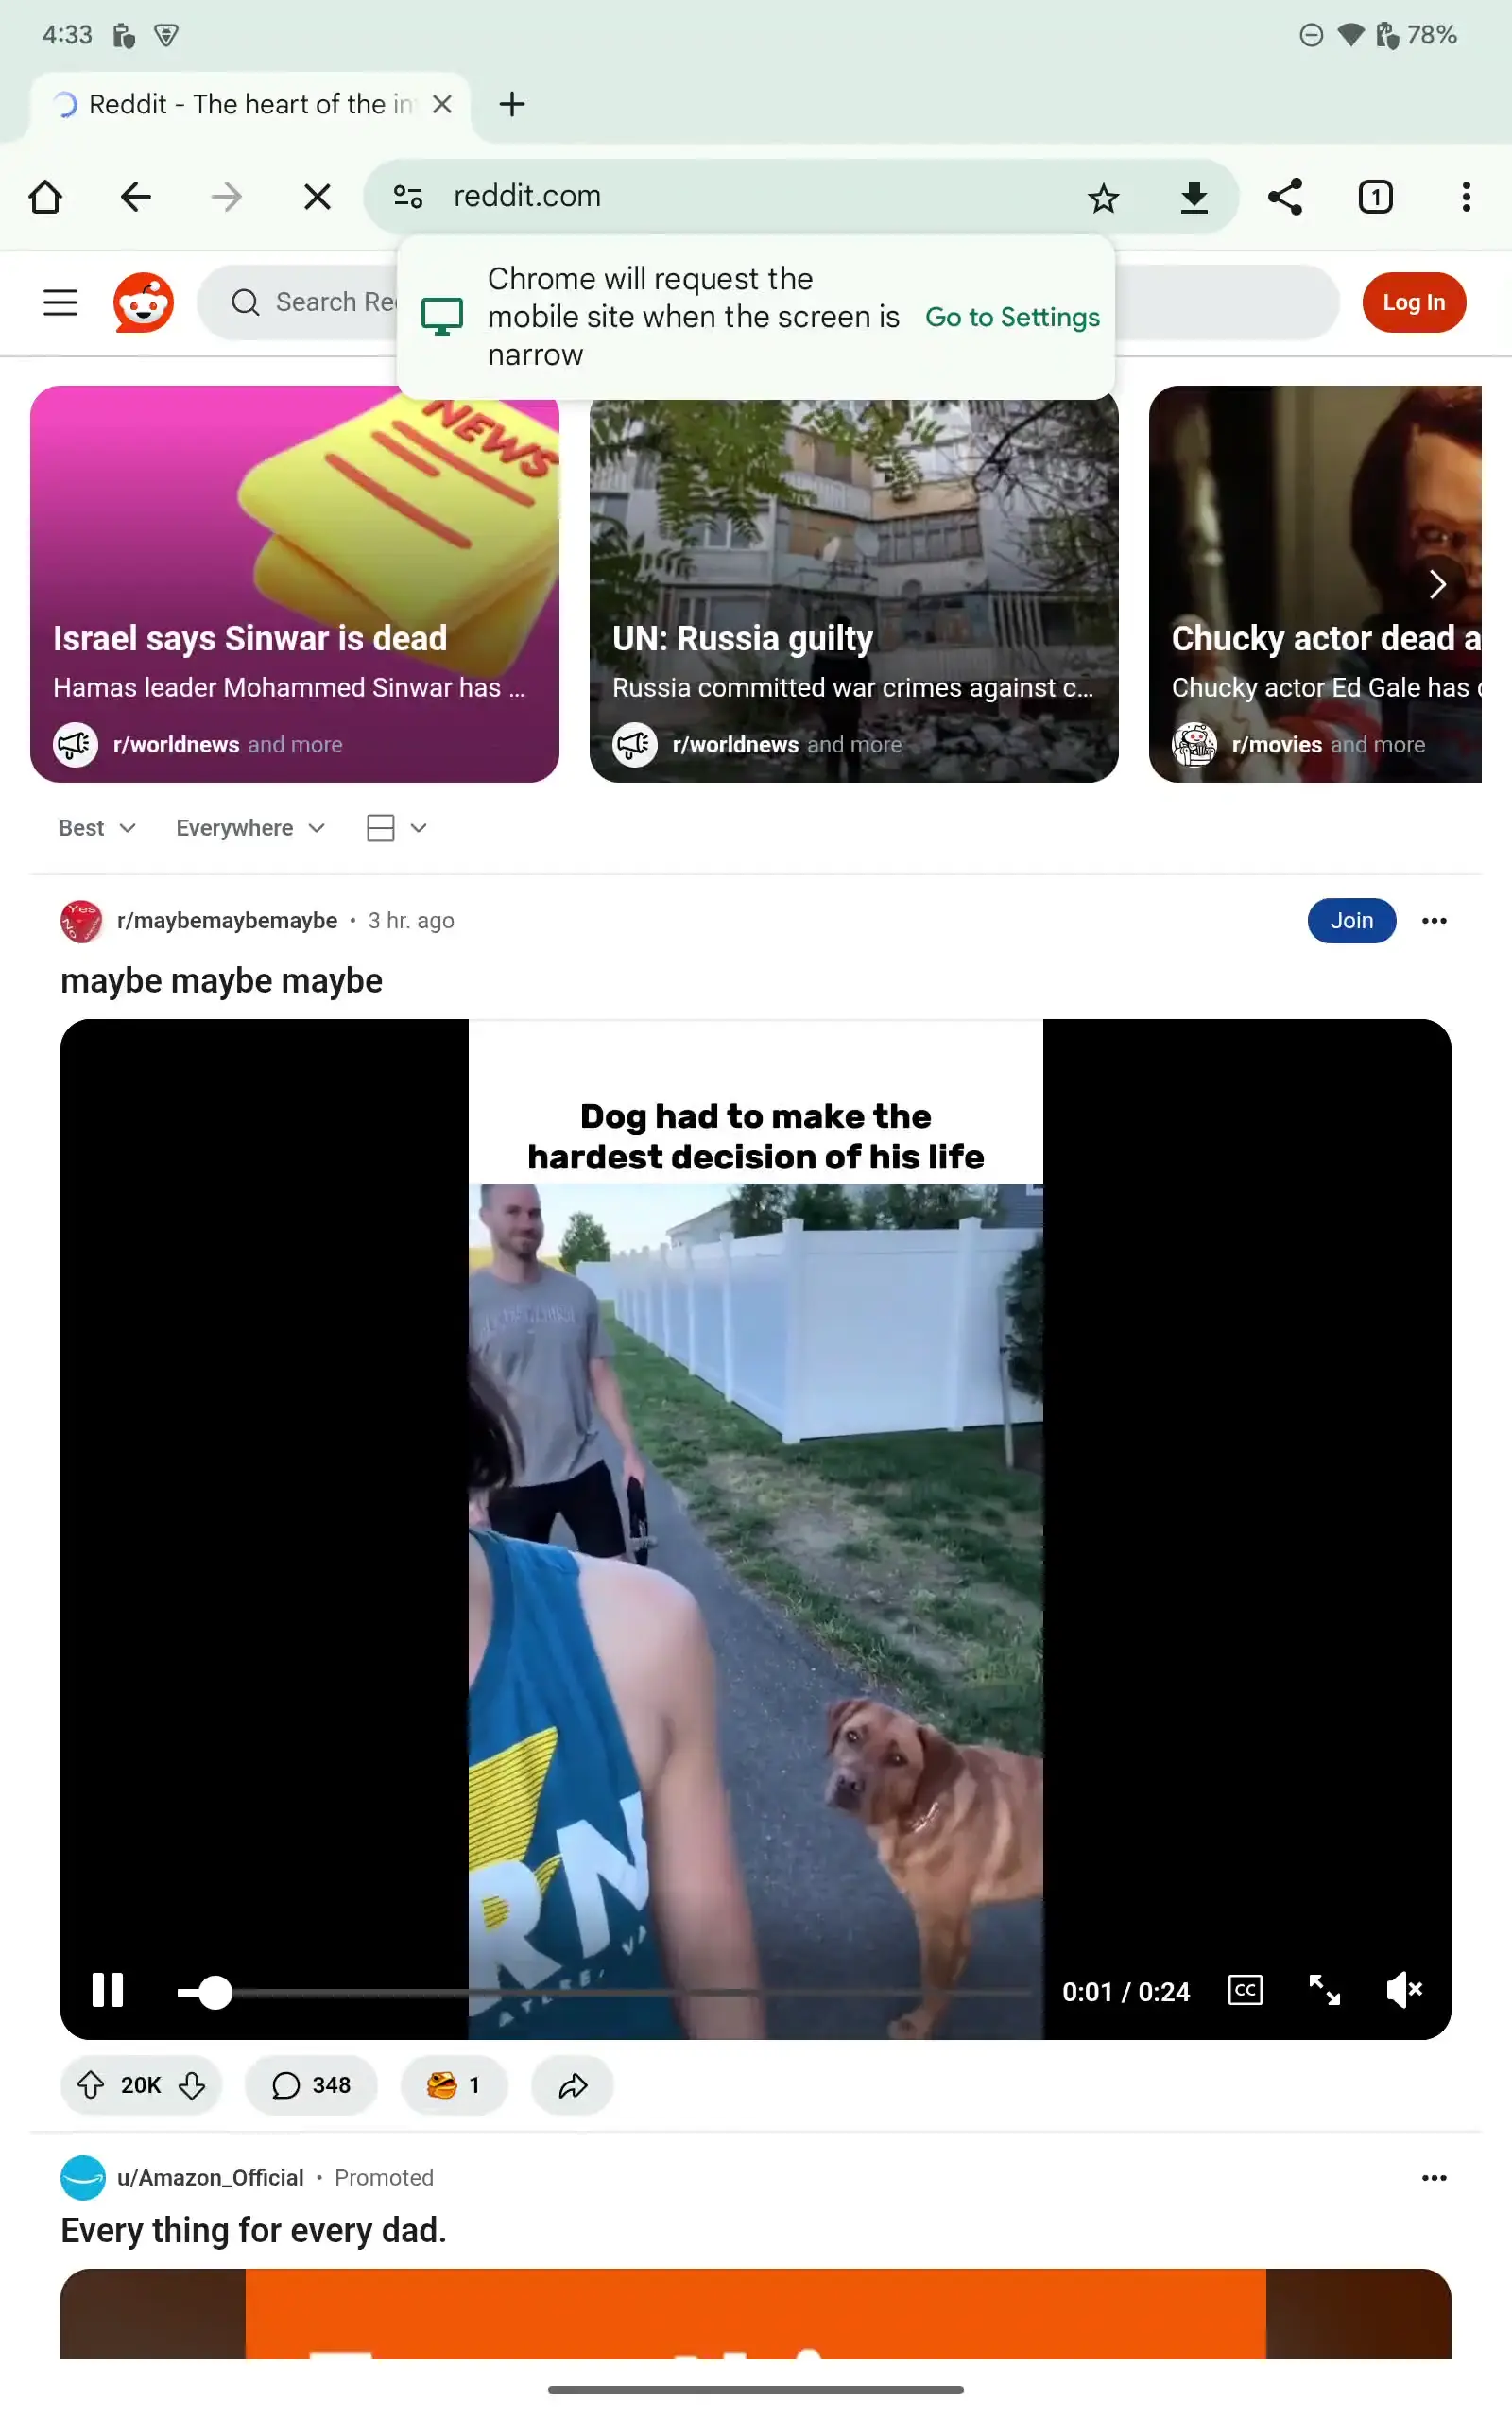 4:33
78%
Reddit - The heart of the in
reddit.com
1
Chrome will request the
mobile site when the screen is
narrow
Go to Settings
Search Re
Log In
NEWS
Israel says Sinwar is dead
Hamas leader Mohammed Sinwar has ...
r/worldnews and more
UN: Russia guilty
Russia committed war crimes against c...
r/worldnews and more
Chucky actor dead a
Chucky actor Ed Gale has
r/movies and more
Best
Everywhere
Yes
NO
r/maybemaybemaybe • 3 hr. ago
Join
maybe maybe maybe
Dog had to make the
hardest decision of his life
RN
0:01 / 0:24
CC
20K
348
1
u/Amazon_Official • Promoted
Every thing for every dad.